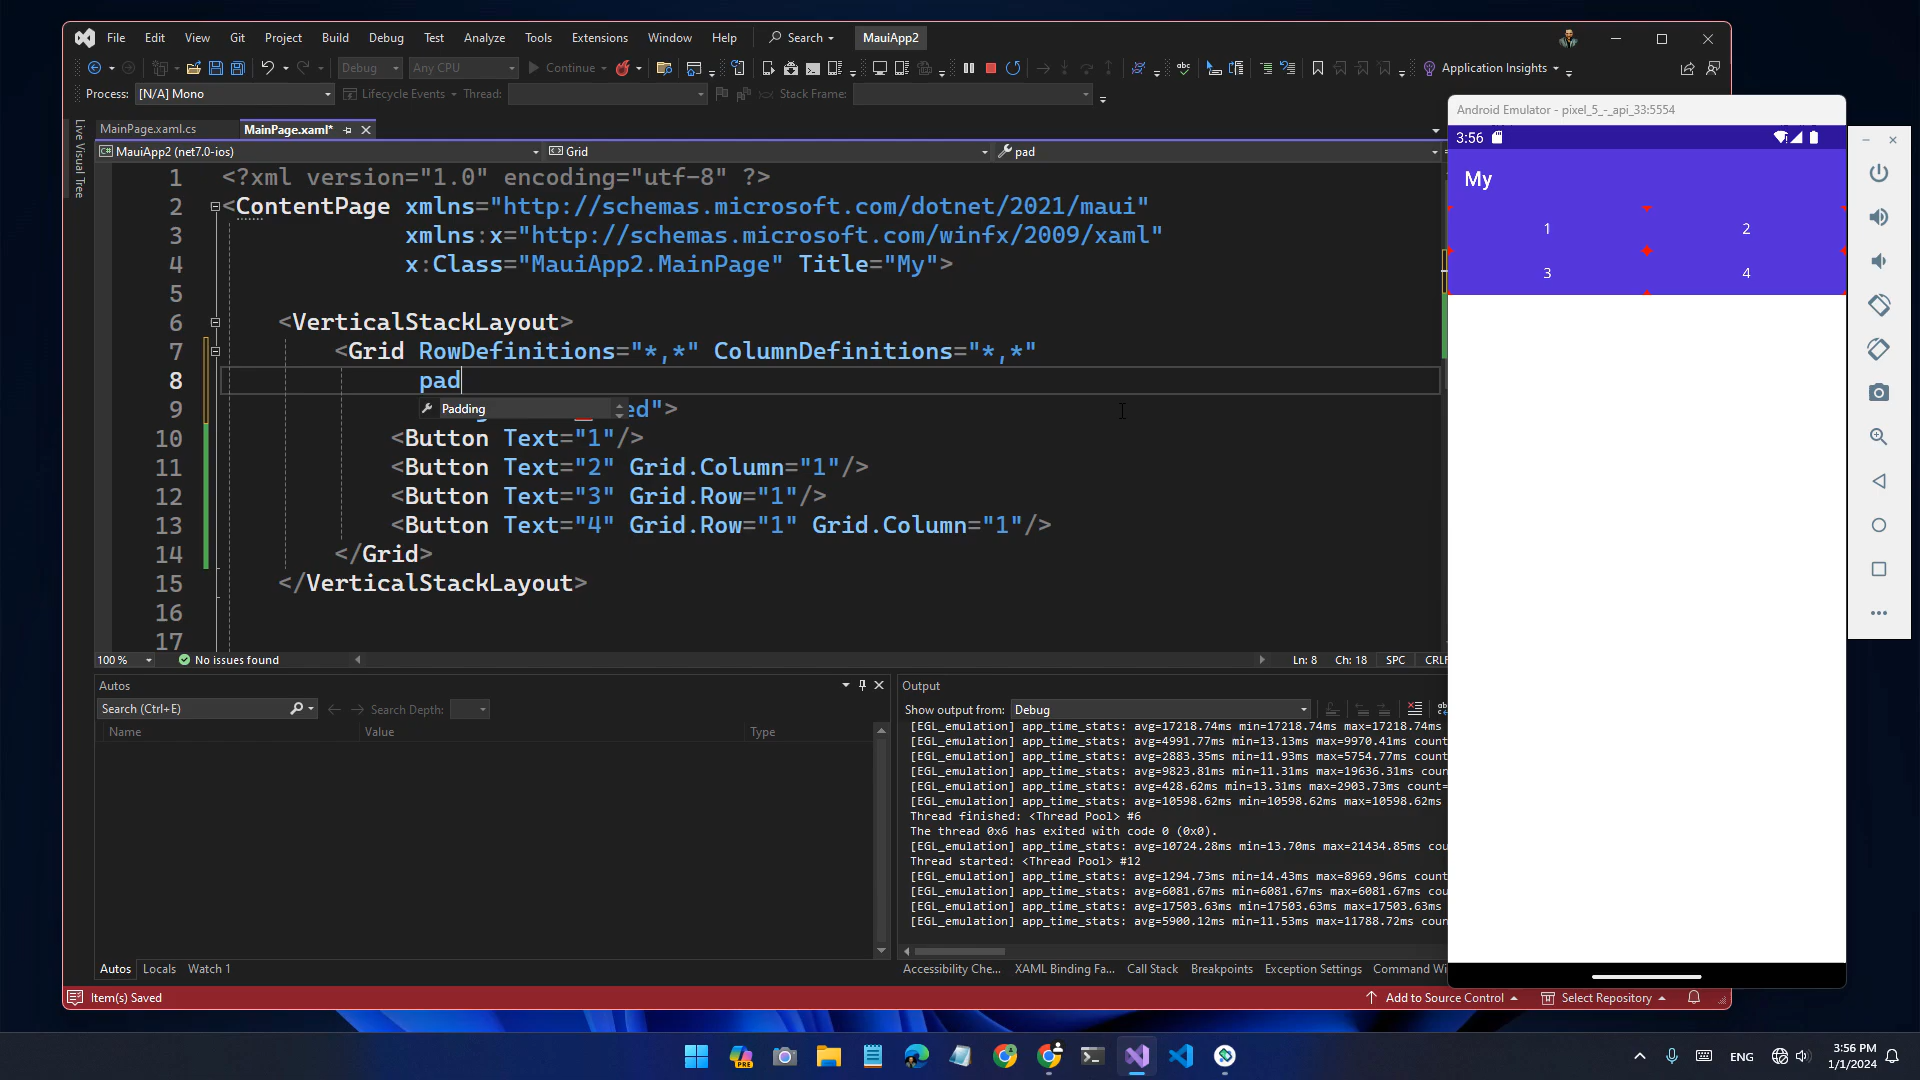 File Edit View Git Project Build Debug Test Analyze Tools Extensions Window Help Search MauiApp2
Debug Any CPU Continue Application Insights
Process: [N/A] Mono Lifecycle Events Thread: Stack Frame:
Live Visual Tree
MainPage.xaml.cs MainPage.xaml*
MauiApp2 (net7.0-ios) Grid pad
1 <?xml version="1.0" encoding="utf-8" ?>
2 <ContentPage xmlns="http://schemas.microsoft.com/dotnet/2021/maui"
3 xmlns:x="http://schemas.microsoft.com/winfx/2009/xaml"
4 x:Class="MauiApp2.MainPage" Title="My">
5
6 <VerticalStackLayout>
7 <Grid RowDefinitions="*,*" ColumnDefinitions="*,*"
8 pad
9 Padding ed">
10 <Button Text="1"/>
11 <Button Text="2" Grid.Column="1"/>
12 <Button Text="3" Grid.Row="1"/>
13 <Button Text="4" Grid.Row="1" Grid.Column="1"/>
14 </Grid>
15 </VerticalStackLayout>
16
17
100 % No issues found Ln: 8 Ch: 18 SPC CRLF
Autos
Search (Ctrl+E) Search Depth:
Name Value Type
Autos Locals Watch 1
Output
Show output from: Debug
[EGL_emulation] app_time_stats: avg=17218.74ms min=17218.74ms max=17218.74ms
[EGL_emulation] app_time_stats: avg=4991.77ms min=13.13ms max=9970.41ms count
[EGL_emulation] app_time_stats: avg=2883.35ms min=11.93ms max=5754.77ms count
[EGL_emulation] app_time_stats: avg=9823.81ms min=11.31ms max=19636.31ms coun
[EGL_emulation] app_time_stats: avg=428.62ms min=13.31ms max=2903.73ms count=
[EGL_emulation] app_time_stats: avg=10598.62ms min=10598.62ms max=10598.62ms
Thread finished: <Thread Pool> #6
The thread 0x6 has exited with code 0 (0x0).
[EGL_emulation] app_time_stats: avg=10724.28ms min=13.70ms max=21434.85ms cou
Thread started: <Thread Pool> #12
[EGL_emulation] app_time_stats: avg=1294.73ms min=14.43ms max=8969.96ms count
[EGL_emulation] app_time_stats: avg=6081.67ms min=6081.67ms max=6081.67ms cou
[EGL_emulation] app_time_stats: avg=17503.63ms min=17503.63ms max=17503.63ms
[EGL_emulation] app_time_stats: avg=5900.12ms min=11.53ms max=11788.72ms coun
Accessibility Che... XAML Binding Fa... Call Stack Breakpoints Exception Settings Command Wi
Item(s) Saved Add to Source Control Select Repository
Android Emulator - pixel_5_-_api_33:5554
3:56
My
1 2
3 4
PRE
ENG 3:56 PM
1/1/2024